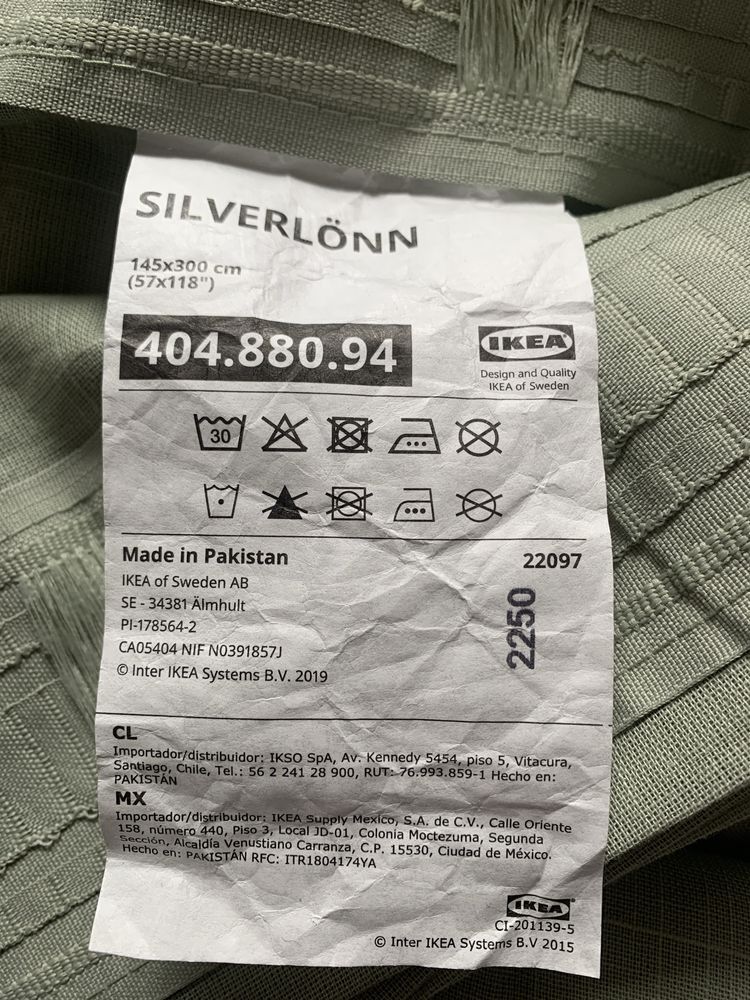 SILVERLÖNN
145x300 cm
(57x118")
404.880.94
IKEA
Design and Quality
IKEA of Sweden
30
Made in Pakistan
22097
IKEA of Sweden AB
SE - 34381 Älmhult
PI-178564-2
CA05404 NIF N0391857J
© Inter IKEA Systems B.V. 2019
2250
CL
Importador/distribuidor: IKSO SpA, Av. Kennedy 5454, piso 5, Vitacura,
Santiago, Chile, Tel.: 56 2 241 28 900, RUT: 76.993.859-1 Hecho en:
PAKISTÁN
MX
Importador/distribuidor: IKEA Supply Mexico, S.A. de C.V., Calle Oriente
158, número 440, Piso 3, Local JD-01, Colonia Moctezuma, Segunda
Sección, Alcaldía Venustiano Carranza, C.P. 15530, Ciudad de México.
Hecho en: PAKISTÁN RFC: ITR1804174YA
IKEA
CI-201139-5
© Inter IKEA Systems B.V 2015